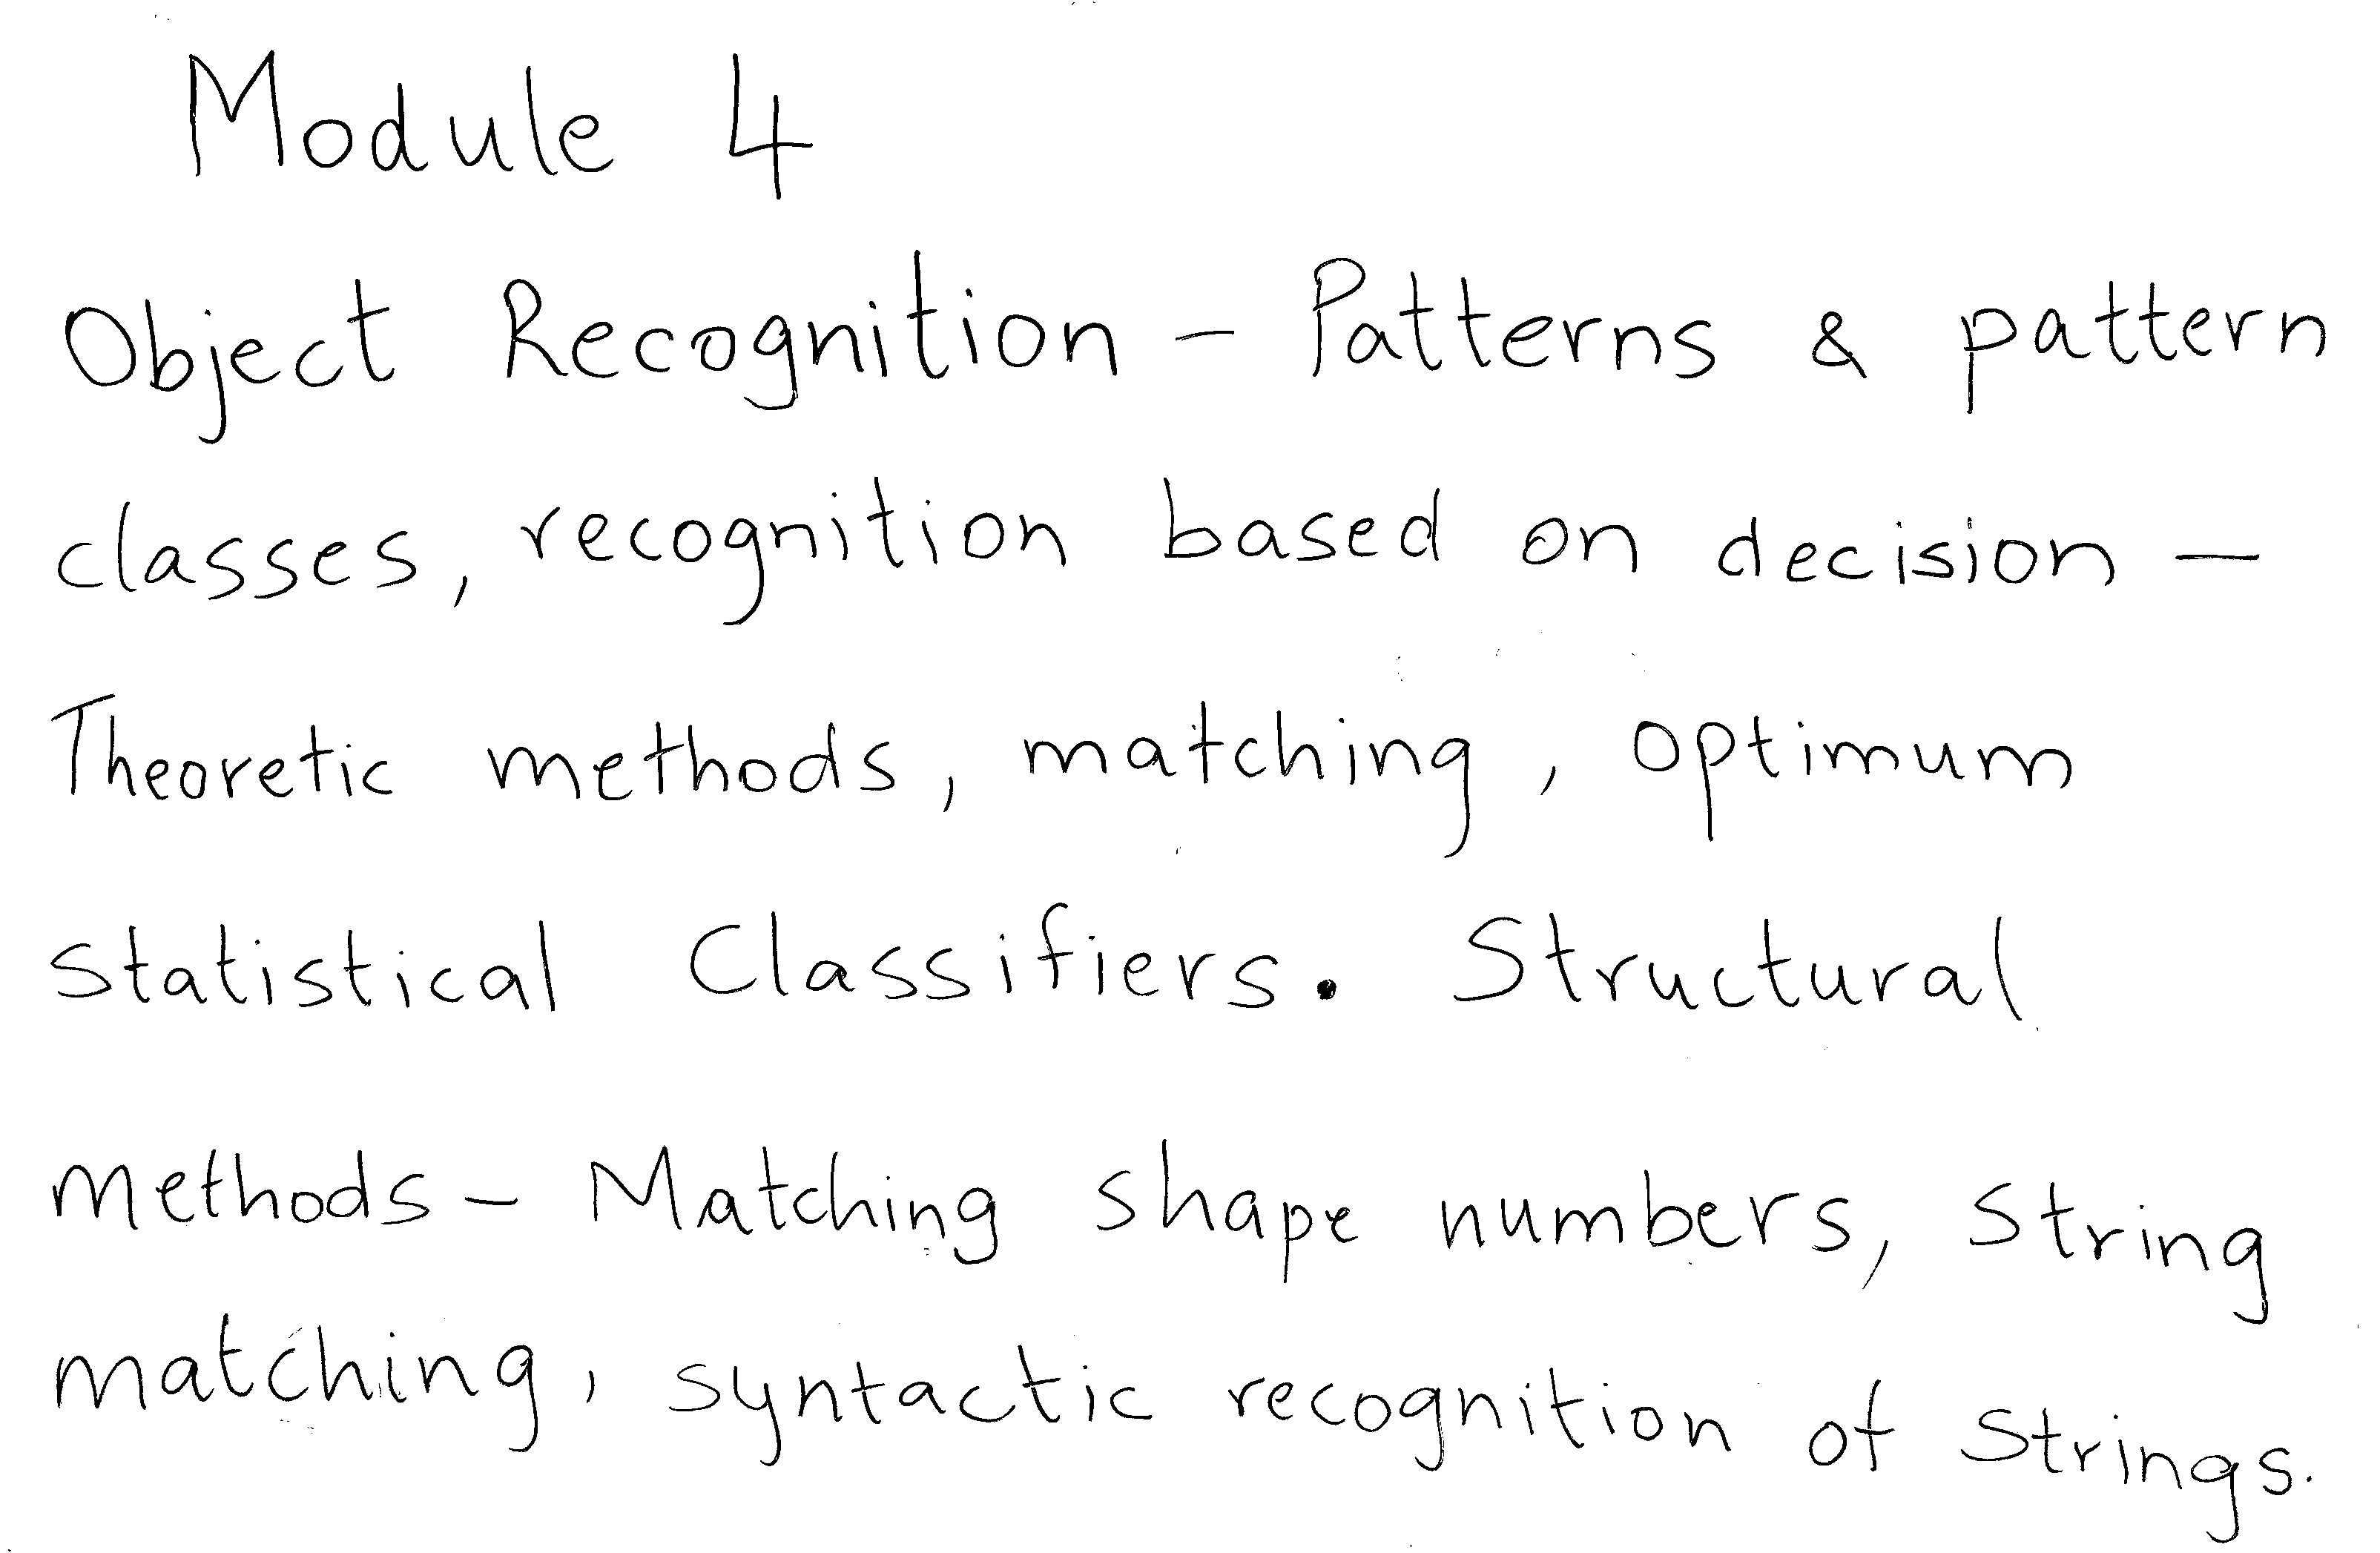 Module 4
Object Recognition - Patterns & pattern
classes, recognition based on decision -
Theoretic methods, matching, optimum
statistical Classifiers. Structural
methods - Matching shape numbers, string
matching, syntactic recognition of strings.